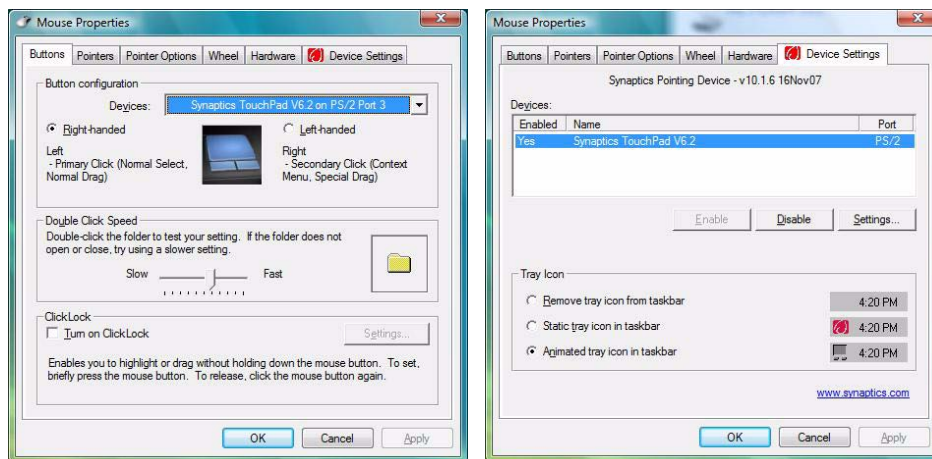 Mouse Properties
Buttons Pointers Pointer Options Wheel Hardware Device Settings
Button configuration
Devices: Synaptics TouchPad V6.2 on PS/2 Port 3
Right-handed Left-handed
Left
- Primary Click (Normal Select,
Normal Drag)
Right
- Secondary Click (Context
Menu, Special Drag)
Double Click Speed
Double-click the folder to test your setting. If the folder does not
open or close, try using a slower setting.
Slow Fast
ClickLock
Turn on ClickLock Settings...
Enables you to highlight or drag without holding down the mouse button. To set,
briefly press the mouse button. To release, click the mouse button again.
OK Cancel Apply
Mouse Properties
Buttons Pointers Pointer Options Wheel Hardware Device Settings
Synaptics Pointing Device - v10.1.6 16Nov07
Devices:
Enabled Name Port
Yes Synaptics TouchPad V6.2 PS/2
Enable Disable Settings...
Tray Icon
Remove tray icon from taskbar 4:20 PM
Static tray icon in taskbar 4:20 PM
Animated tray icon in taskbar 4:20 PM
www.synaptics.com
OK Cancel Apply